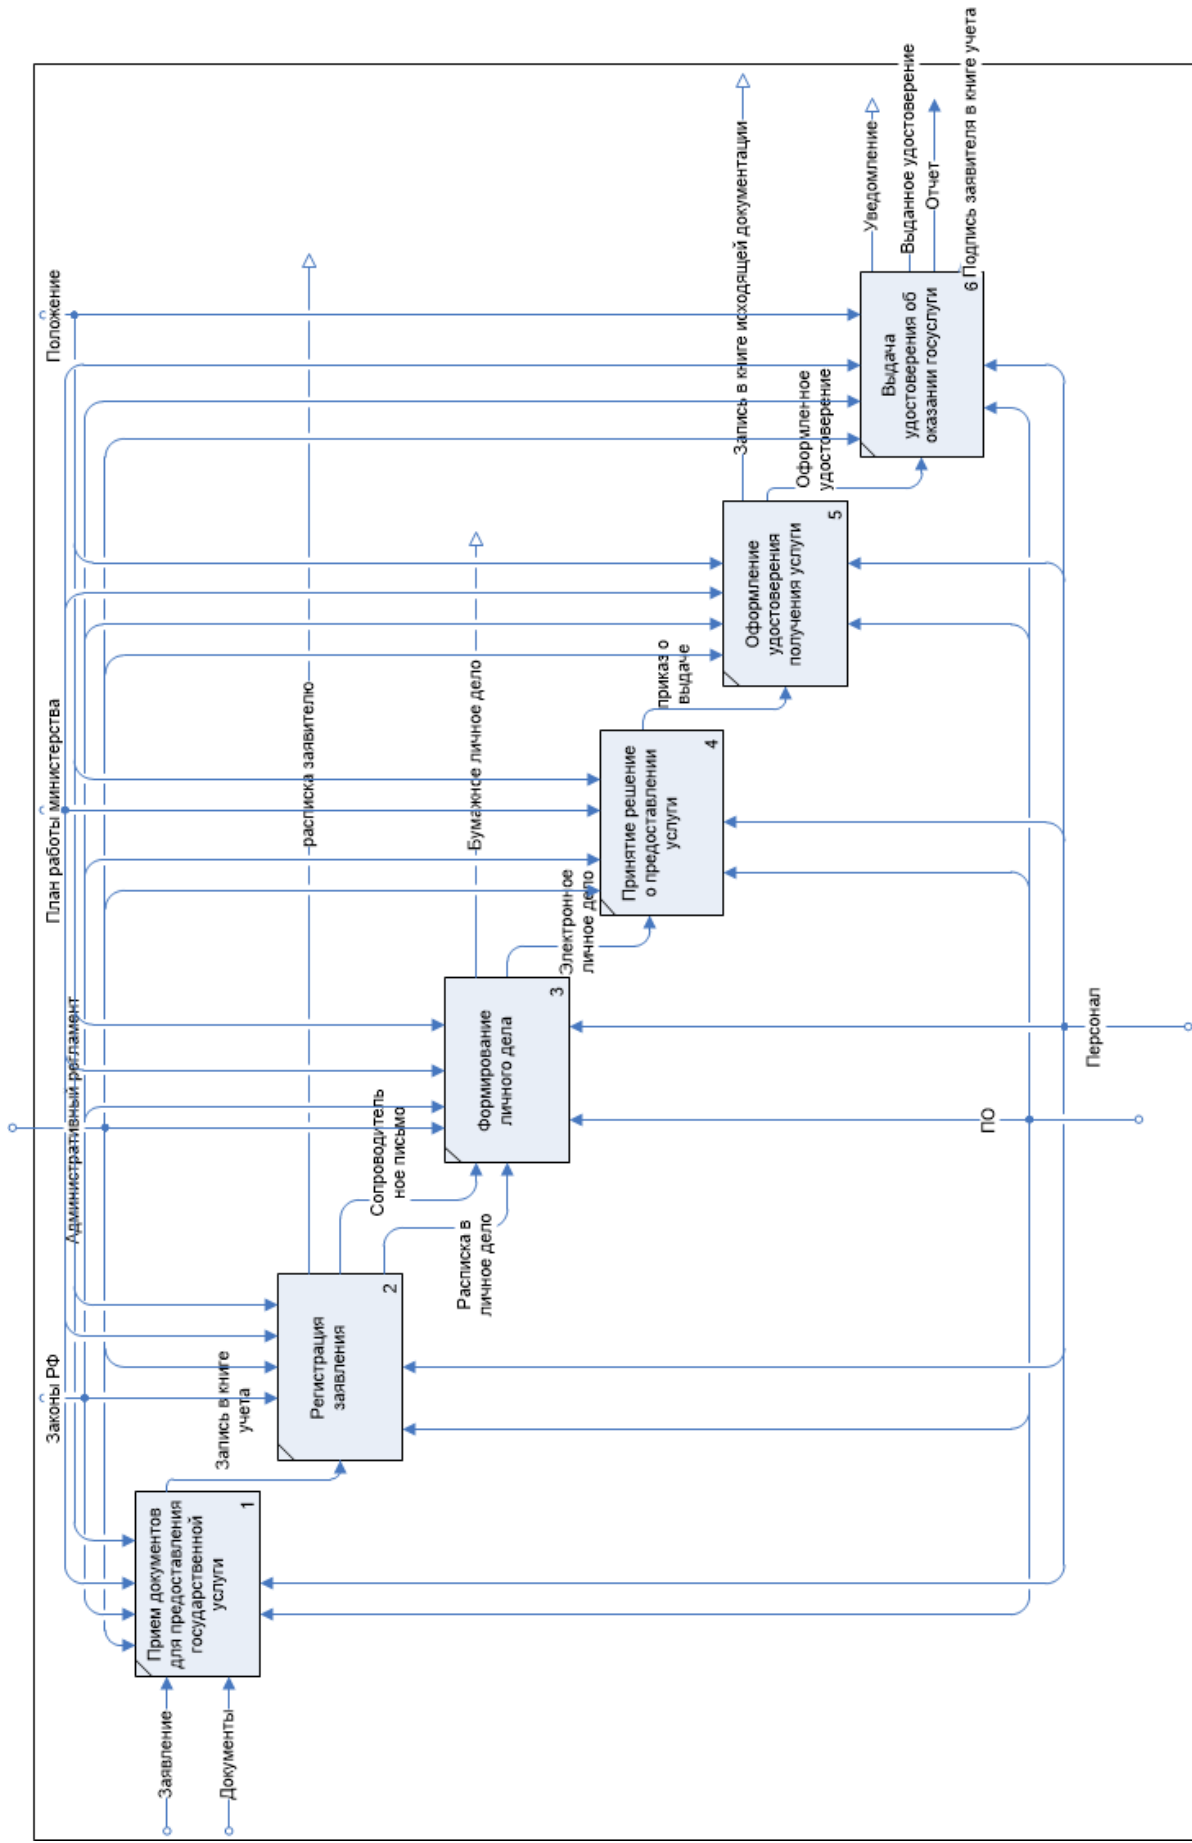 Законы РФ
Административный регламент
План работы министерства
Положение
Заявление
Документы
Прием документов
для предоставления
государственной
услуги
1
Запись в книге
учета
Регистрация
заявления
2
расписка заявителю
Сопроводитель
ное письмо
Расписка в
личное дело
Формирование
личного дела
3
Бумажное личное дело
Электронное
личное дело
Принятие решение
о предоставлении
услуги
4
приказ о
выдаче
Оформление
удостоверения
получения услуги
5
Запись в книге исходящей документации
Оформленное
удостоверение
Выдача
удостоверения об
оказании госуслуги
6
Уведомление
Выданное удостоверение
Отчет
Подпись заявителя в книге учета
ПО
Персонал